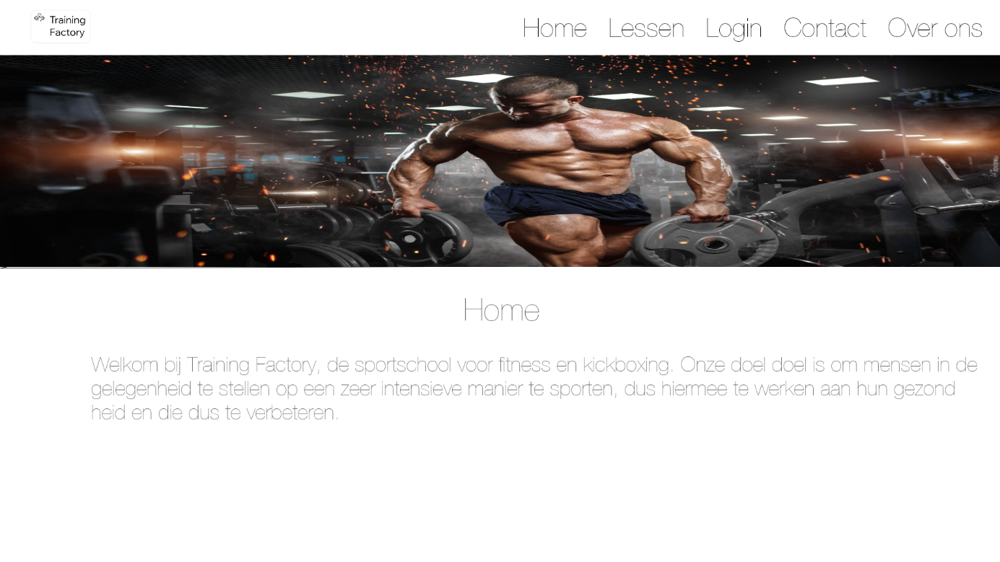 Training
Factory
Home Lessen Login Contact Over ons
Home
Welkom bij Training Factory, de sportschool voor fitness en kickboxing. Onze doel doel is om mensen in de
gelegenheid te stellen op een zeer intensieve manier te sporten, dus hiermee te werken aan hun gezond
heid en die dus te verbeteren.